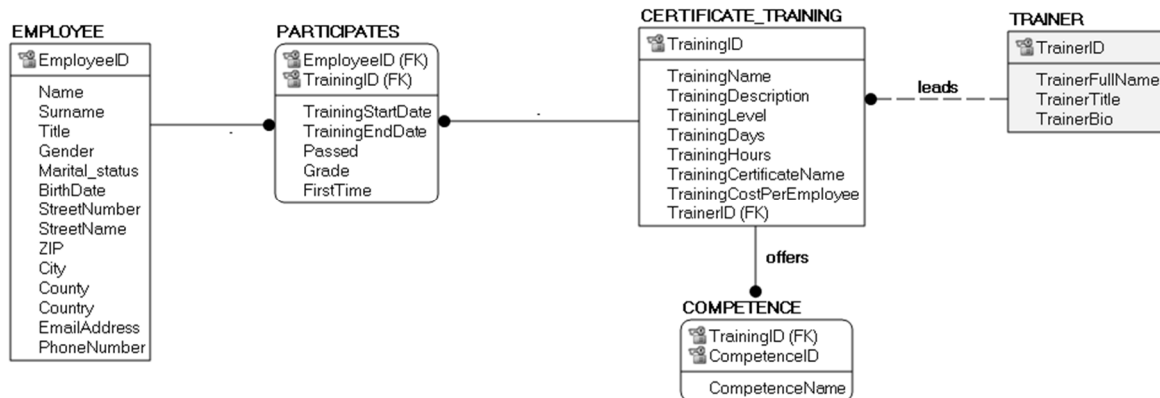 EMPLOYEE
EmployeeID
Name
Surname
Title
Gender
Marital_status
BirthDate
StreetNumber
StreetName
ZIP
City
County
Country
EmailAddress
PhoneNumber
PARTICIPATES
EmployeeID (FK)
TrainingID (FK)
TrainingStartDate
TrainingEndDate
Passed
Grade
FirstTime
CERTIFICATE_TRAINING
TrainingID
TrainingName
TrainingDescription
TrainingLevel
TrainingDays
TrainingHours
TrainingCertificateName
TrainingCostPerEmployee
TrainerID (FK)
leads
TRAINER
TrainerID
TrainerFullName
TrainerTitle
TrainerBio
offers
COMPETENCE
TrainingID (FK)
CompetenceID
CompetenceName